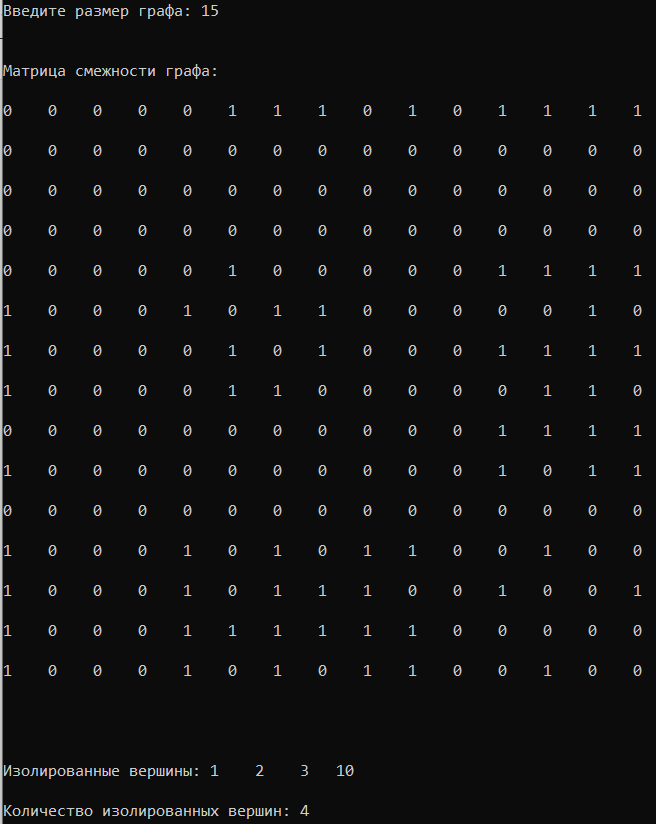 Введите размер графа: 15
Матрица смежности графа:
0 0 0 0 0 1 1 1 0 1 0 1 1 1 1
0 0 0 0 0 0 0 0 0 0 0 0 0 0 0
0 0 0 0 0 0 0 0 0 0 0 0 0 0 0
0 0 0 0 0 0 0 0 0 0 0 0 0 0 0
0 0 0 0 0 1 0 0 0 0 0 1 1 1 1
1 0 0 0 1 0 1 1 0 0 0 0 0 1 0
1 0 0 0 0 1 0 1 0 0 0 1 1 1 1
1 0 0 0 0 1 1 0 0 0 0 0 1 1 0
0 0 0 0 0 0 0 0 0 0 0 1 1 1 1
1 0 0 0 0 0 0 0 0 0 0 1 0 1 1
0 0 0 0 0 0 0 0 0 0 0 0 0 0 0
1 0 0 0 1 0 1 0 1 1 0 0 1 0 0
1 0 0 0 1 0 1 1 1 0 0 1 0 0 1
1 0 0 0 1 1 1 1 1 1 0 0 0 0 0
1 0 0 0 1 0 1 0 1 1 0 0 1 0 0
Изолированные вершины: 1 2 3 10
Количество изолированных вершин: 4